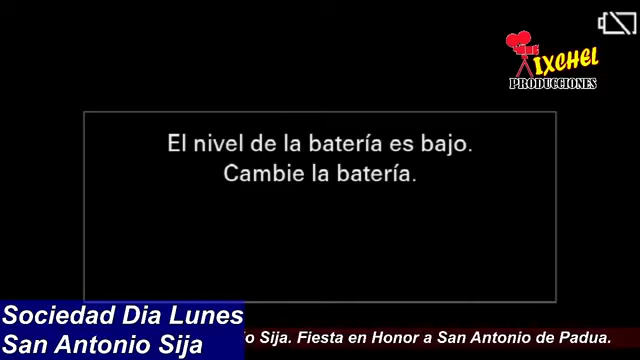 IXCHEL
PRODUCCIONES
El nivel de la batería es bajo.
Cambie la batería.
Sociedad Dia Lunes
San Antonio Sija
Sija. Fiesta en Honor a San Antonio de Padua.